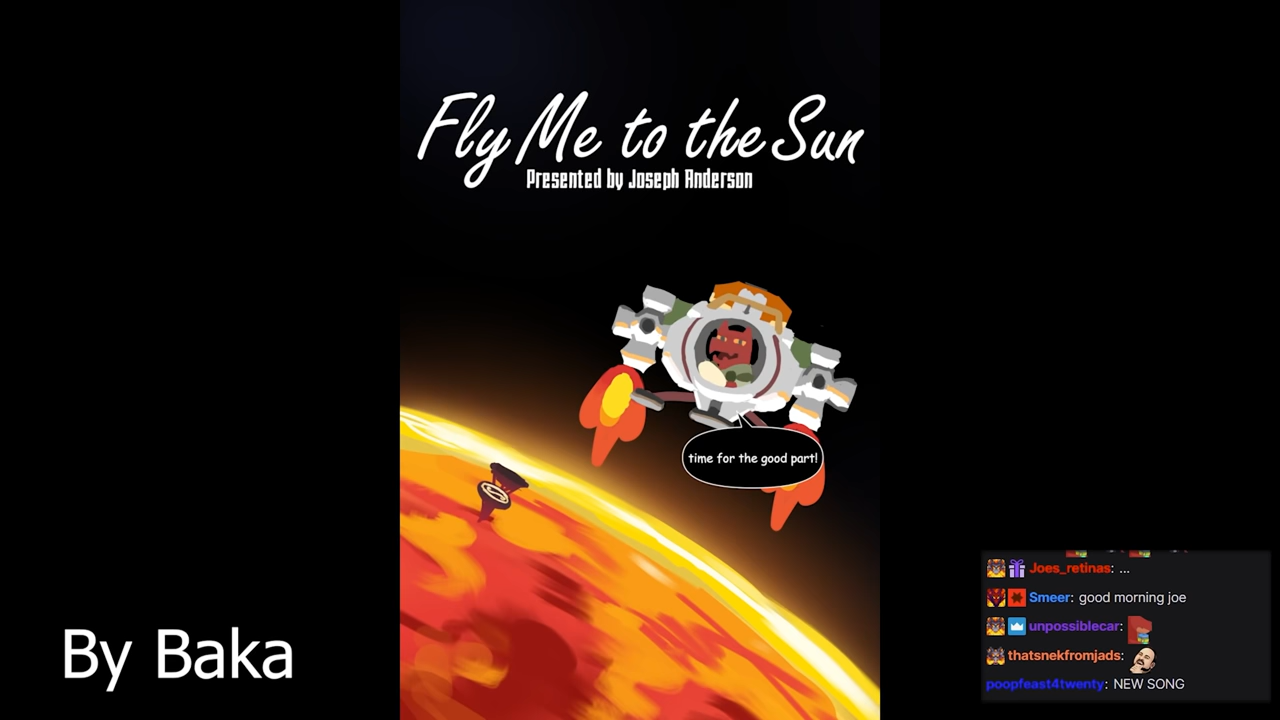 Fly Me to the Sun
Presented by Joseph Anderson
time for the good part!
By Baka
Joes_retinas: ...
Smeer: good morning joe
unpossiblecar:
thatsnekfromjads:
poopfeast4twenty: NEW SONG